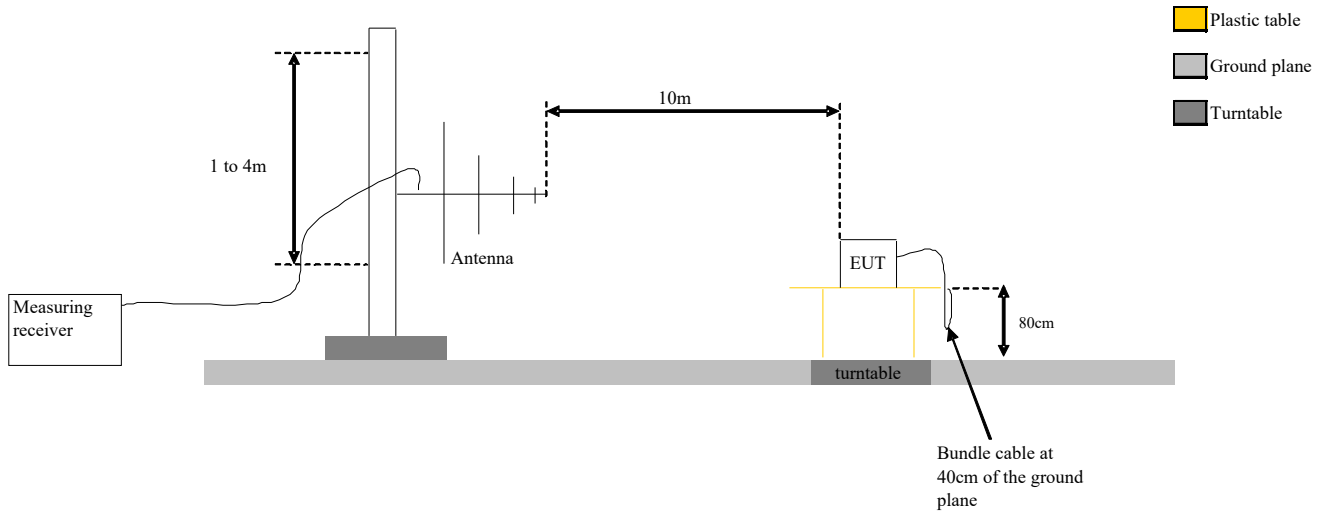 Plastic table
Ground plane
Turntable
10m
1 to 4m
Antenna
EUT
Measuring
receiver
80cm
turntable
Bundle cable at
40cm of the ground
plane